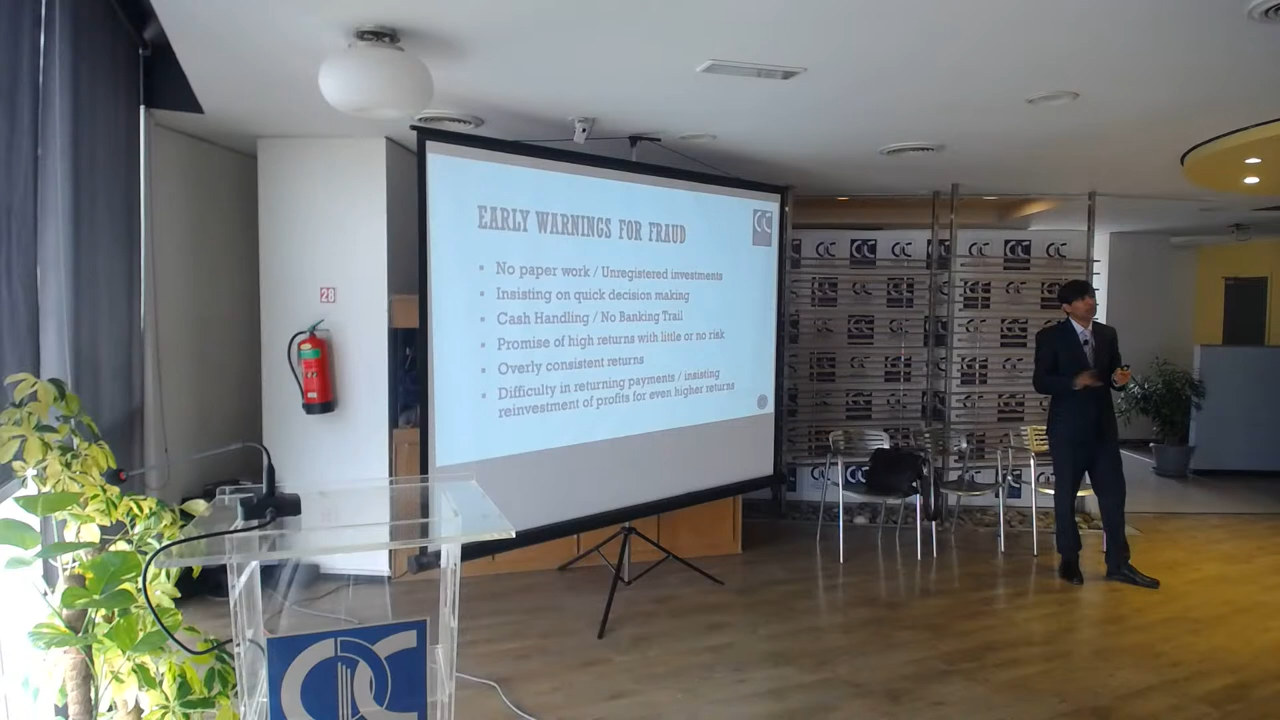 EARLY WARNINGS FOR FRAUD
No paper work / Unregistered investments
Insisting on quick decision making
Cash Handling / No Banking Trail
Promise of high returns with little or no risk
Overly consistent returns
Difficulty in returning payments / insisting
reinvestment of profits for even higher returns
28